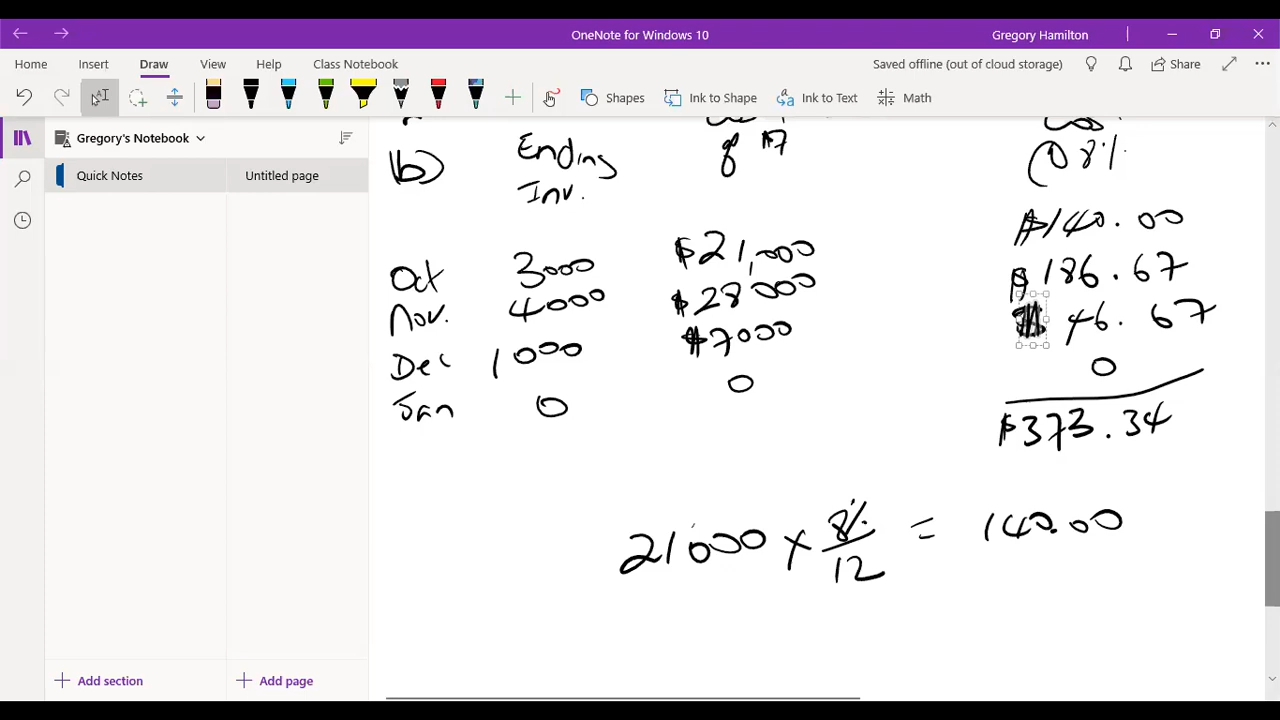 OneNote for Windows 10
Gregory Hamilton
Home Insert Draw View Help Class Notebook
Saved offline (out of cloud storage)
Share
Shapes Ink to Shape Ink to Text Math
Gregory's Notebook
Quick Notes
Untitled page
(b) Ending of $7
Inv. @ 8%
Oct 3000 $21,000 $140.00
Nov. 4000 $28000 $186.67
Dec 1000 $7000 46.67
Jan 0 0 0
$373.34
21000 x 8%/12 = 140.00
Add section
Add page